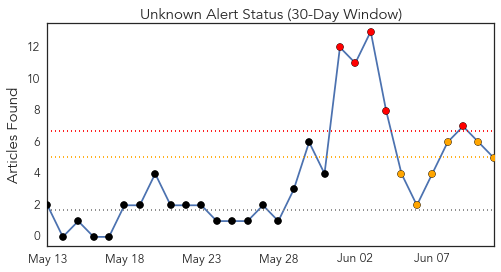 Unknown Alert Status (30-Day Window)
Articles Found
12
10
8
6
4
2
0
May 13 May 18 May 23 May 28 Jun 02 Jun 07